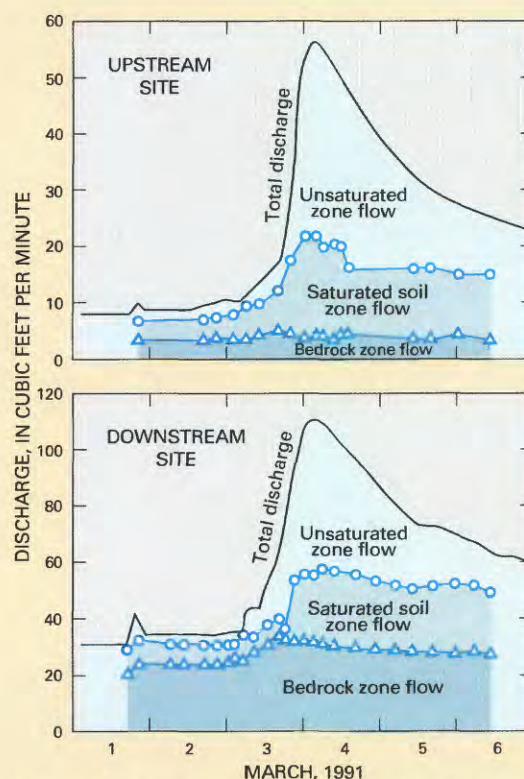 60
50
40
30
20
10
0
UPSTREAM
SITE
Total discharge
Unsaturated
zone flow
Saturated soil
zone flow
Bedrock zone flow
DISCHARGE, IN CUBIC FEET PER MINUTE
120
100
80
60
40
20
0
DOWNSTREAM
SITE
Total discharge
Unsaturated
zone flow
Saturated soil
zone flow
Bedrock zone flow
1 2 3 4 5 6
MARCH, 1991